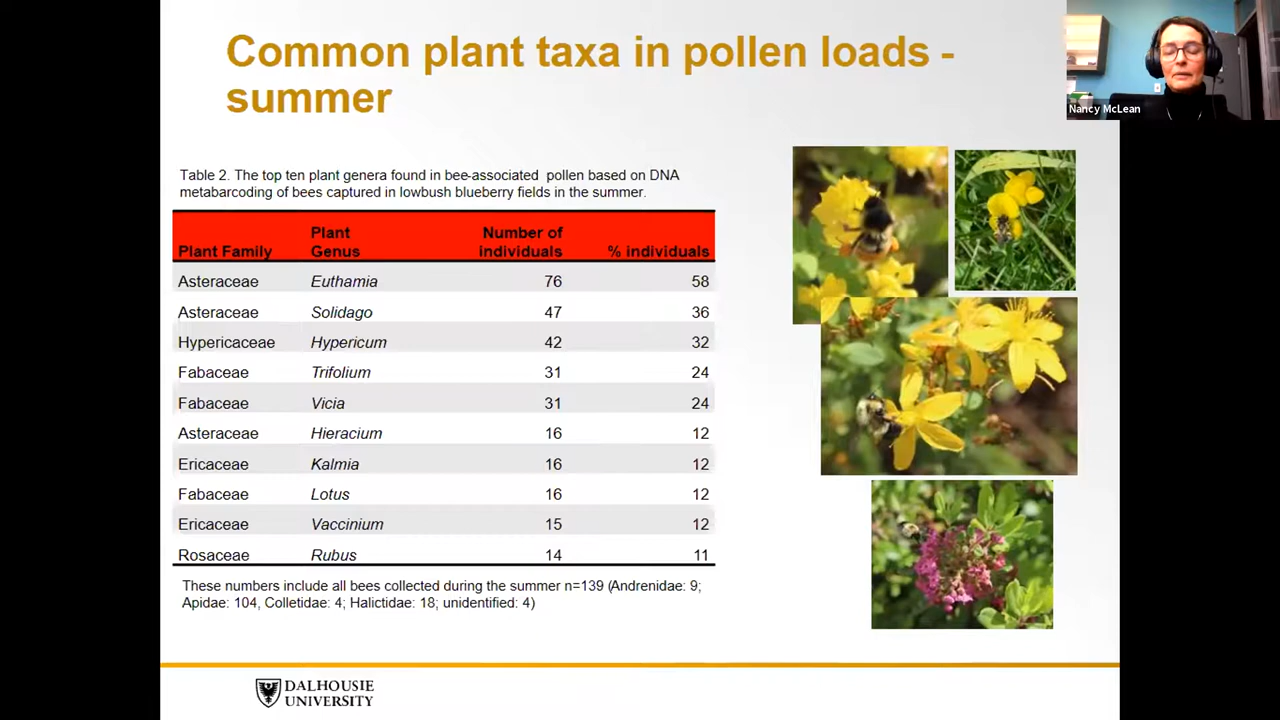 Common plant taxa in pollen loads -
summer
Nancy McLean
Table 2. The top ten plant genera found in bee-associated pollen based on DNA
metabarcoding of bees captured in lowbush blueberry fields in the summer.
Plant Family Plant Genus Number of individuals % individuals
Asteraceae Euthamia 76 58
Asteraceae Solidago 47 36
Hypericaceae Hypericum 42 32
Fabaceae Trifolium 31 24
Fabaceae Vicia 31 24
Asteraceae Hieracium 16 12
Ericaceae Kalmia 16 12
Fabaceae Lotus 16 12
Ericaceae Vaccinium 15 12
Rosaceae Rubus 14 11
These numbers include all bees collected during the summer n=139 (Andrenidae: 9;
Apidae: 104, Colletidae: 4; Halictidae: 18; unidentified: 4)
DALHOUSIE
UNIVERSITY